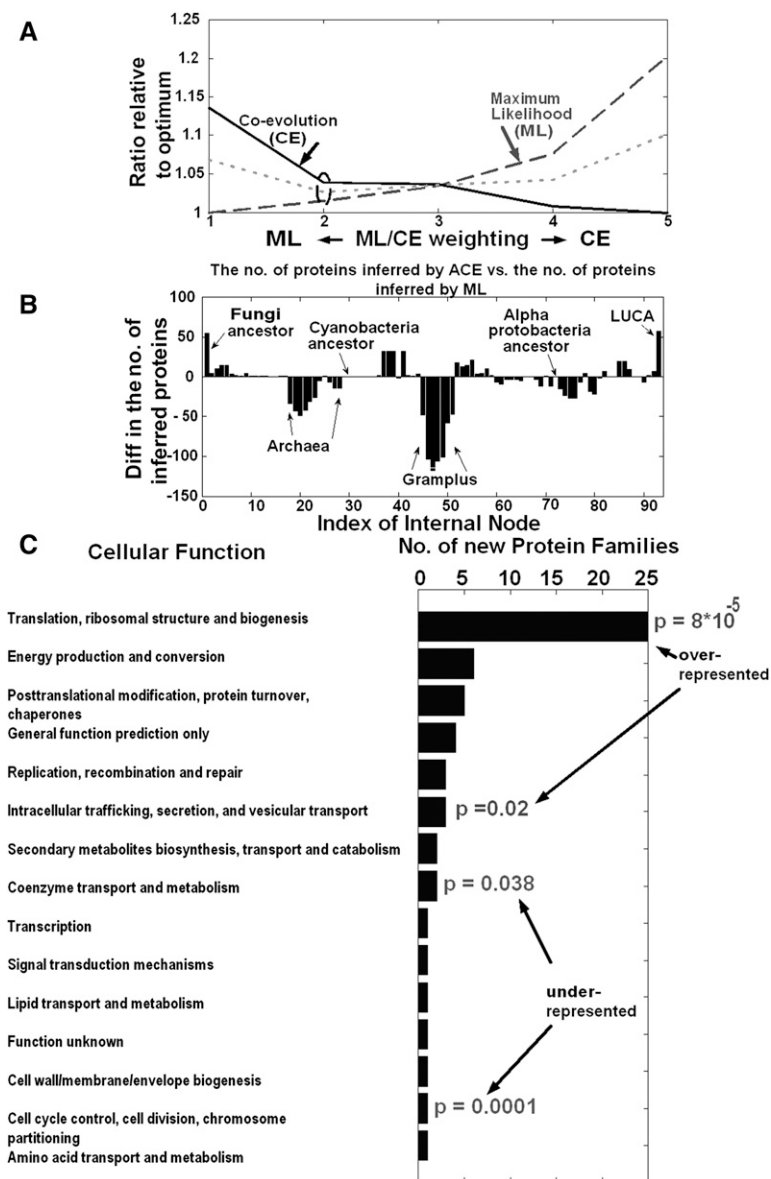 A
Ratio relative
to optimum
1.25
1.2
1.15
1.1
1.05
1
Co-evolution
(CE)
Maximum
Likelihood
(ML)
1 2 3 4 5
ML ← ML/CE weighting → CE
The no. of proteins inferred by ACE vs. the no. of proteins
inferred by ML
B
Diff in the no. of
inferred proteins
100
50
0
-50
-100
-150
Fungi
ancestor
Cyanobacteria
ancestor
Alpha
protobacteria
ancestor
LUCA
Archaea
Gramplus
0 10 20 30 40 50 60 70 80 90
Index of Internal Node
C
Cellular Function
No. of new Protein Families
0 5 10 15 20 25
Translation, ribosomal structure and biogenesis
p = 8*10-5
over-
represented
Energy production and conversion
Posttranslational modification, protein turnover,
chaperones
General function prediction only
Replication, recombination and repair
Intracellular trafficking, secretion, and vesicular transport
p =0.02
Secondary metabolites biosynthesis, transport and catabolism
Coenzyme transport and metabolism
p = 0.038
Transcription
Signal transduction mechanisms
Lipid transport and metabolism
under-
represented
Function unknown
Cell wall/membrane/envelope biogenesis
Cell cycle control, cell division, chromosome
partitioning
p = 0.0001
Amino acid transport and metabolism